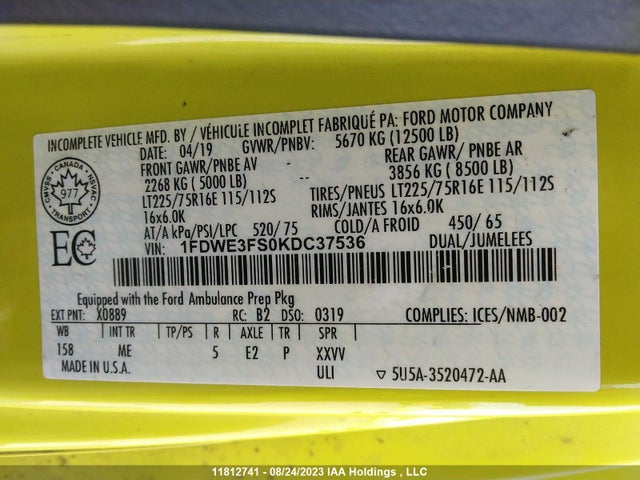 INCOMPLETE VEHICLE MFD. BY / VÉHICULE INCOMPLET FABRIQUÉ PA: FORD MOTOR COMPANY
DATE: 04/19 GVWR/PNBV: 5670 KG (12500 LB)
FRONT GAWR/PNBE AV REAR GAWR/ PNBE AR
2268 KG ( 5000 LB) 3856 KG ( 8500 LB)
LT225/75R16E 115/112S TIRES/PNEUS LT225/75R16E 115/112S
16x6.0K RIMS/JANTES 16x6.0K
AT/A kPa/PSI/LPC 520/ 75 COLD/A FROID 450/ 65
VIN: 1FDWE3FS0KDC37536 DUAL/JUMELEES
CMVSS · CANADA · NSVAC
977
TRANSPORT
EC
Equipped with the Ford Ambulance Prep Pkg
EXT PNT: X0889 RC: B2 DSO: 0319 COMPLIES: ICES/NMB-002
WB INT TR TP/PS R AXLE TR SPR
158 ME 5 E2 P XXVV
MADE IN U.S.A. ULI ▽ 5U5A-3520472-AA
11812741 - 08/24/2023 IAA Holdings , LLC